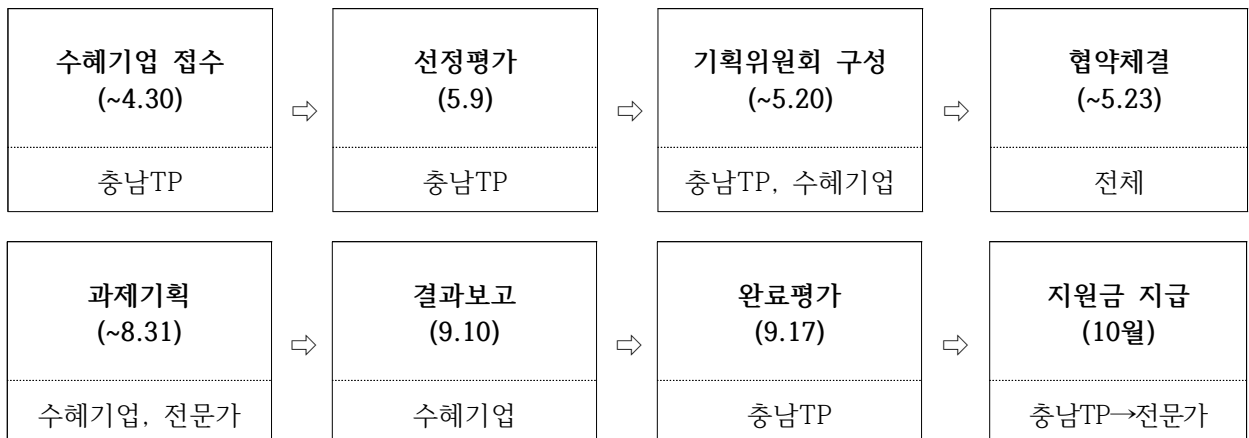 수혜기업 접수
(~4.30)
충남TP
⇨
선정평가
(5.9)
충남TP
⇨
기획위원회 구성
(~5.20)
충남TP, 수혜기업
⇨
협약체결
(~5.23)
전체
과제기획
(~8.31)
수혜기업, 전문가
⇨
결과보고
(9.10)
수혜기업
⇨
완료평가
(9.17)
충남TP
⇨
지원금 지급
(10월)
충남TP→전문가